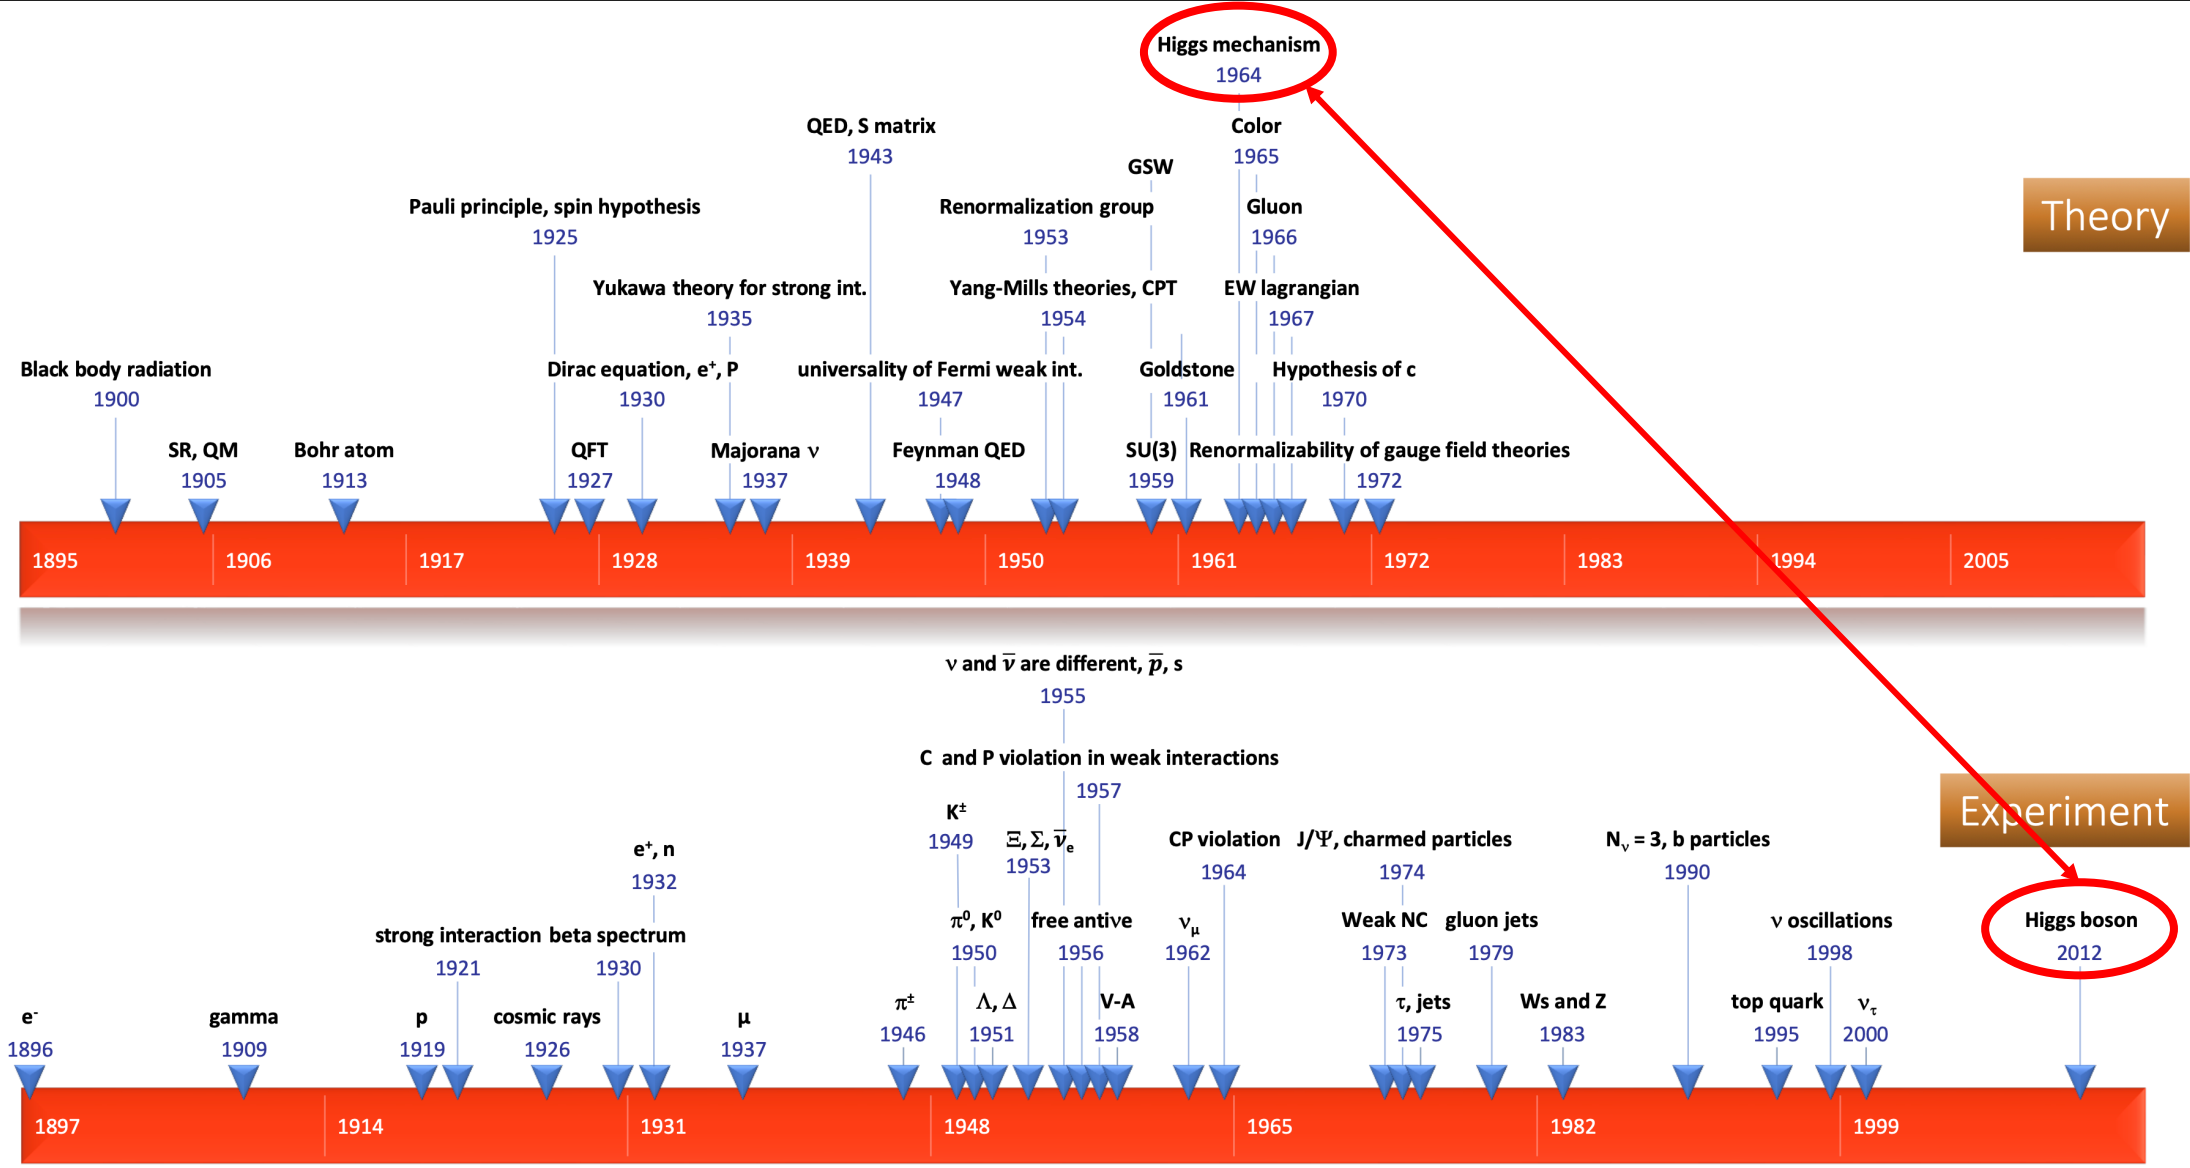 Higgs mechanism
1964
QED, S matrix
1943
Color
1965
GSW
Pauli principle, spin hypothesis
1925
Renormalization group
1953
Gluon
1966
Theory
Yukawa theory for strong int.
1935
Yang-Mills theories, CPT
1954
EW lagrangian
1967
Black body radiation
1900
Dirac equation, e⁺, P
1930
universality of Fermi weak int.
1947
Goldstone
1961
Hypothesis of c
1970
SR, QM
1905
Bohr atom
1913
QFT
1927
Majorana ν
1937
Feynman QED
1948
SU(3)
1959
Renormalizability of gauge field theories
1972
1895 1906 1917 1928 1939 1950 1961 1972 1983 1994 2005
ν and ν̅ are different, p̅, s
1955
C and P violation in weak interactions
1957
Experiment
K±
1949
Ξ, Σ, ν̅ₑ
1953
CP violation
1964
J/Ψ, charmed particles
1974
Nᵥ = 3, b particles
1990
e⁺, n
1932
strong interaction
1921
beta spectrum
1930
π⁰, K⁰
1950
free antiνe
1956
νμ
1962
Weak NC
1973
gluon jets
1979
ν oscillations
1998
Higgs boson
2012
e⁻
1896
gamma
1909
p
1919
cosmic rays
1926
μ
1937
π±
1946
Λ, Δ
1951
V-A
1958
τ, jets
1975
Ws and Z
1983
top quark
1995
ντ
2000
1897 1914 1931 1948 1965 1982 1999